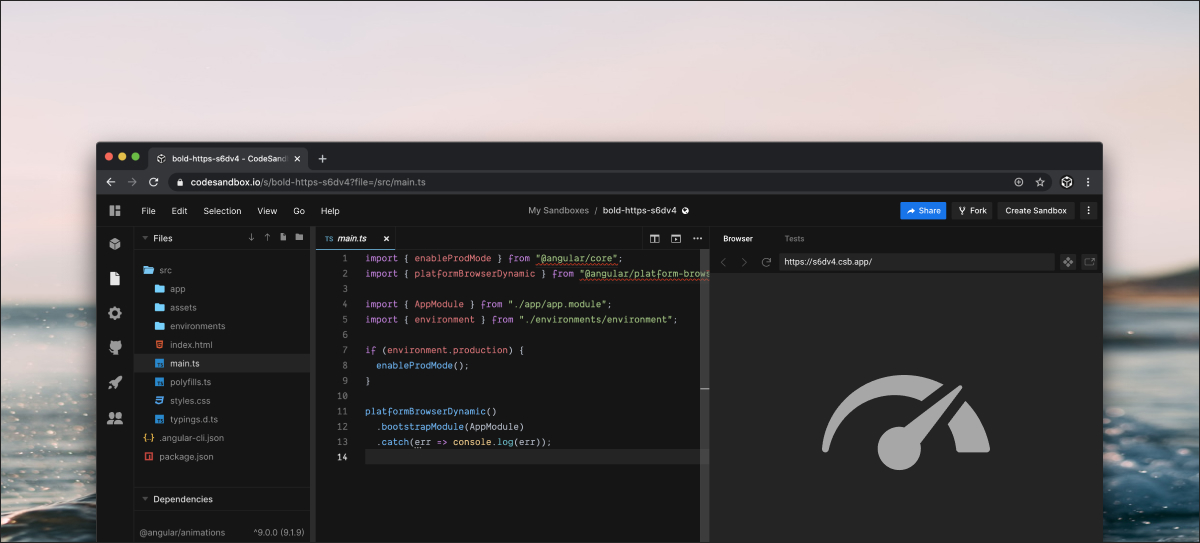 bold-https-s6dv4 - CodeSand
codesandbox.io/s/bold-https-s6dv4?file=/src/main.ts
File Edit Selection View Go Help
My Sandboxes / bold-https-s6dv4
Share
Fork
Create Sandbox
Files
src
app
assets
environments
index.html
TS main.ts
polyfills.ts
styles.css
typings.d.ts
{..} .angular-cli.json
package.json
Dependencies
@angular/animations ^9.0.0 (9.1.9)
TS main.ts
1 import { enableProdMode } from "@angular/core";
2 import { platformBrowserDynamic } from "@angular/platform-brows
3
4 import { AppModule } from "./app/app.module";
5 import { environment } from "./environments/environment";
6
7 if (environment.production) {
8 enableProdMode();
9 }
10
11 platformBrowserDynamic()
12 .bootstrapModule(AppModule)
13 .catch(err => console.log(err));
14
Browser Tests
https://s6dv4.csb.app/